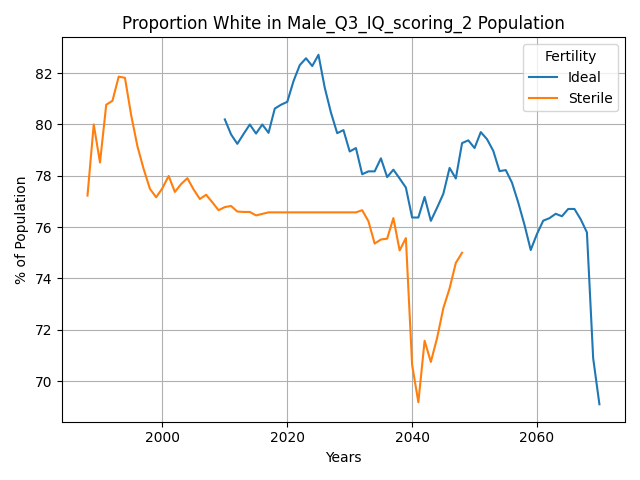 Proportion White in Male_Q3_IQ_scoring_2 Population
Fertility
Ideal
Sterile
82
80
78
76
74
72
70
% of Population
2000
2020
2040
2060
Years